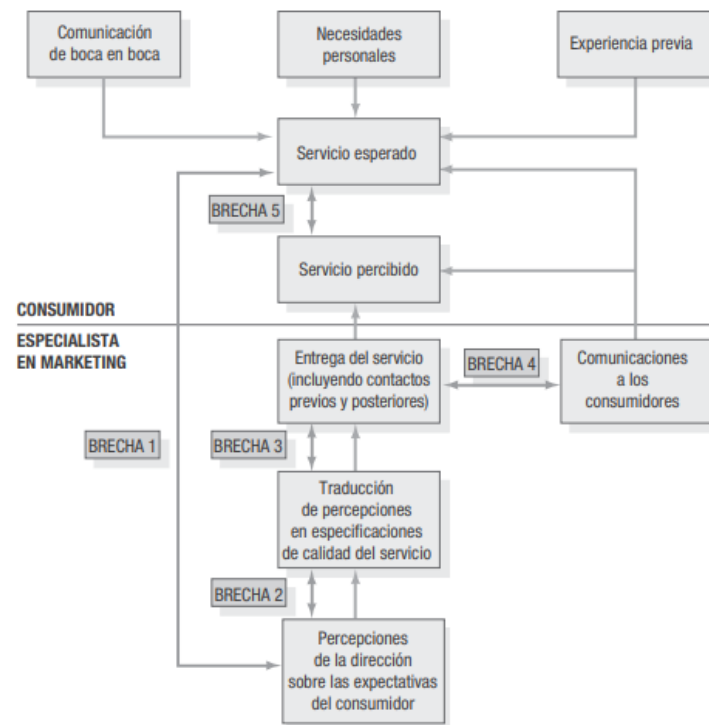 Comunicación
de boca en boca
Necesidades
personales
Experiencia previa
Servicio esperado
BRECHA 5
Servicio percibido
CONSUMIDOR
ESPECIALISTA
EN MARKETING
Entrega del servicio
(incluyendo contactos
previos y posteriores)
BRECHA 4
Comunicaciones
a los
consumidores
BRECHA 1
BRECHA 3
Traducción
de percepciones
en especificaciones
de calidad del servicio
BRECHA 2
Percepciones
de la dirección
sobre las expectativas
del consumidor